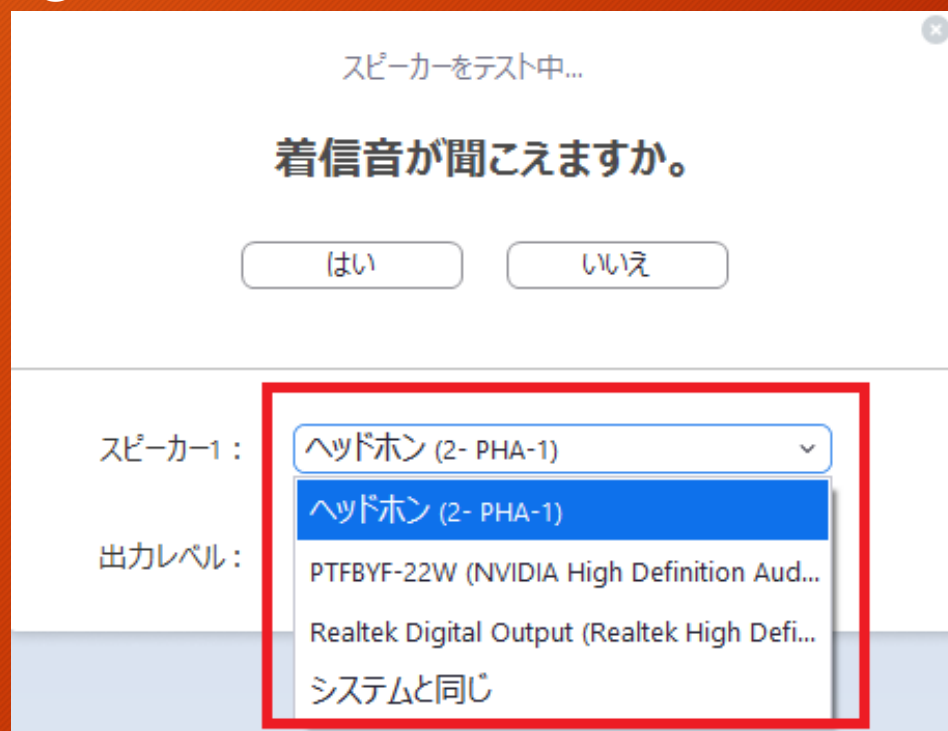 スピーカーをテスト中...
着信音が聞こえますか。
はい いいえ
スピーカー1： ヘッドホン (2- PHA-1)
ヘッドホン (2- PHA-1)
出力レベル：
PTFBYF-22W (NVIDIA High Definition Aud...
Realtek Digital Output (Realtek High Defi...
システムと同じ